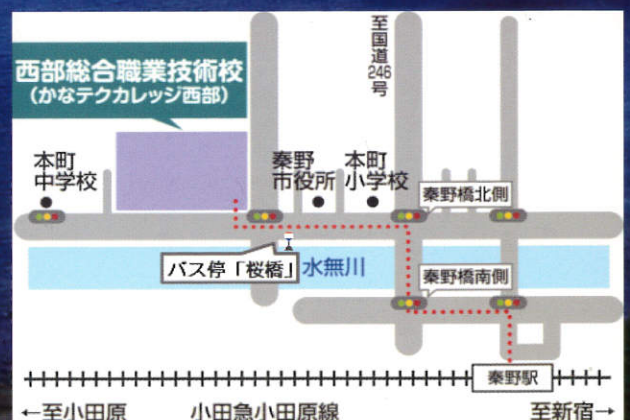 西部総合職業技術校
（かなテクカレッジ西部）
至国道246号
本町
中学校
秦野
市役所
本町
小学校
秦野橋北側
バス停「桜橋」
水無川
秦野橋南側
秦野駅
←至小田原
小田急小田原線
至新宿→